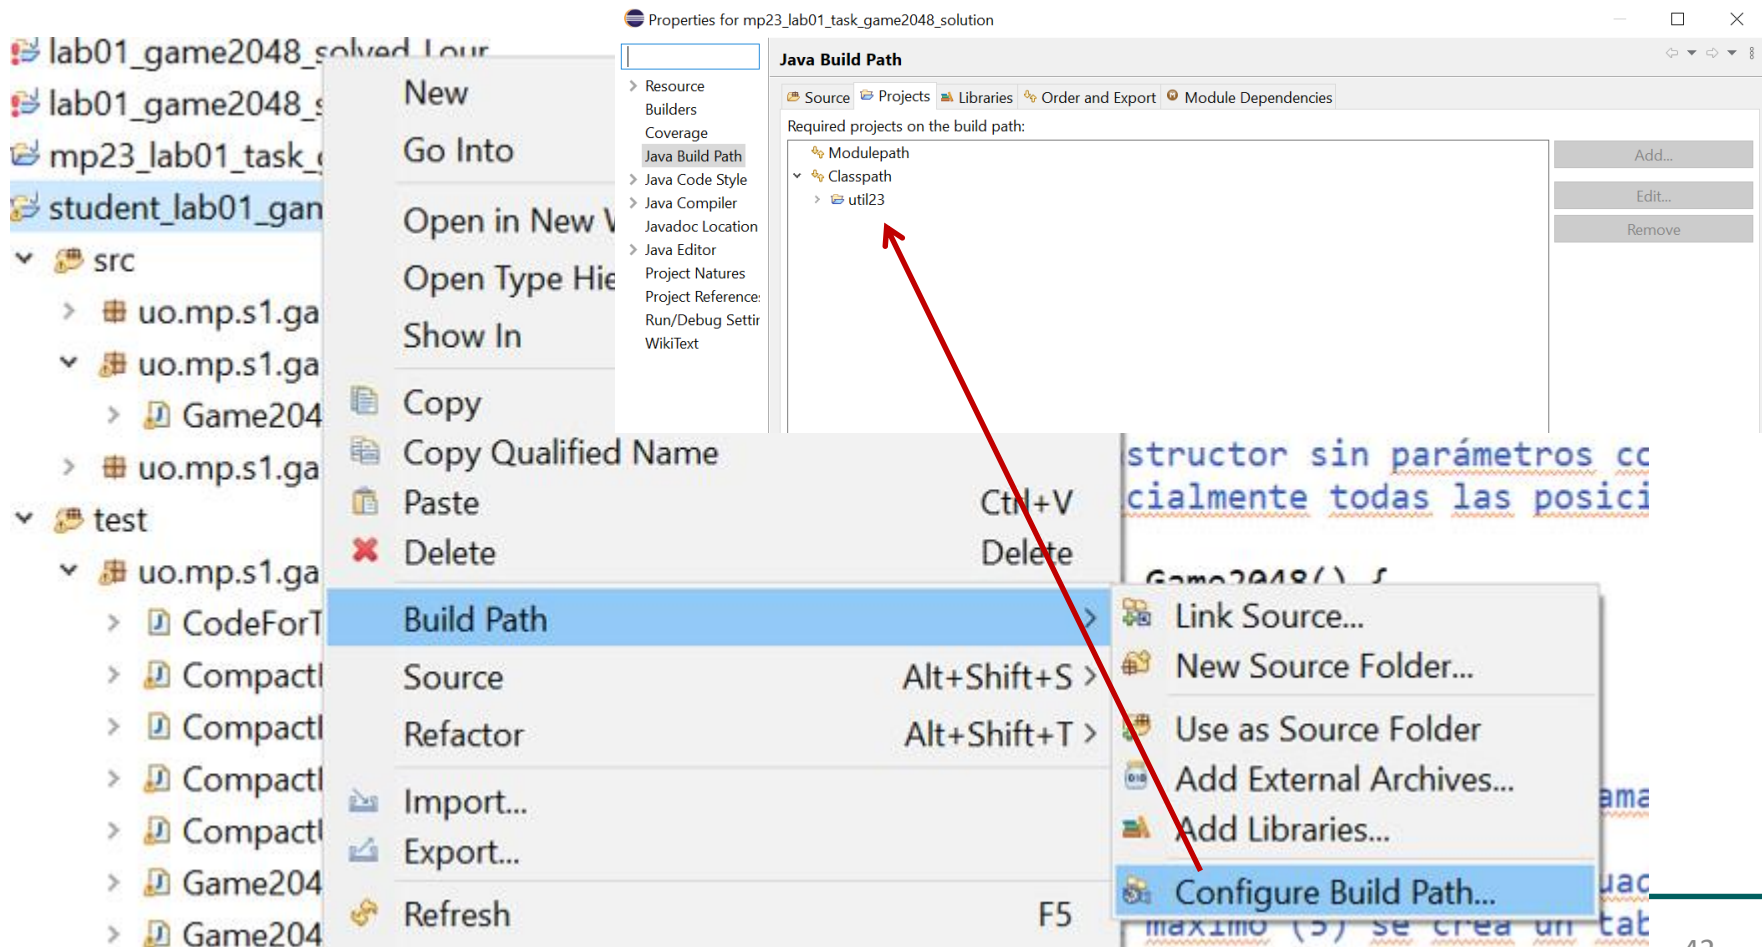 lab01_game2048_solved_Lour
lab01_game2048_s
mp23_lab01_task_
student_lab01_gan
src
uo.mp.s1.ga
uo.mp.s1.ga
Game204
uo.mp.s1.ga
test
uo.mp.s1.ga
CodeForT
Compact
Compact
Compact
Compact
Game204
Game204
New
Go Into
Open in New
Open Type Hie
Show In
Copy
Copy Qualified Name
Paste Ctrl+V
Delete Delete
Build Path
Source Alt+Shift+S
Refactor Alt+Shift+T
Import...
Export...
Refresh F5
Properties for mp23_lab01_task_game2048_solution
Resource
Builders
Coverage
Java Build Path
Java Code Style
Java Compiler
Javadoc Location
Java Editor
Project Natures
Project References
Run/Debug Settir
WikiText
Java Build Path
Source Projects Libraries Order and Export Module Dependencies
Required projects on the build path:
Modulepath
Classpath
util23
Add...
Edit...
Remove
structor sin parámetros co
cialmente todas las posici
Game2048() {
Link Source...
New Source Folder...
Use as Source Folder
Add External Archives...
Add Libraries...
Configure Build Path...
ama
uad
máximo (5) se crea un tab